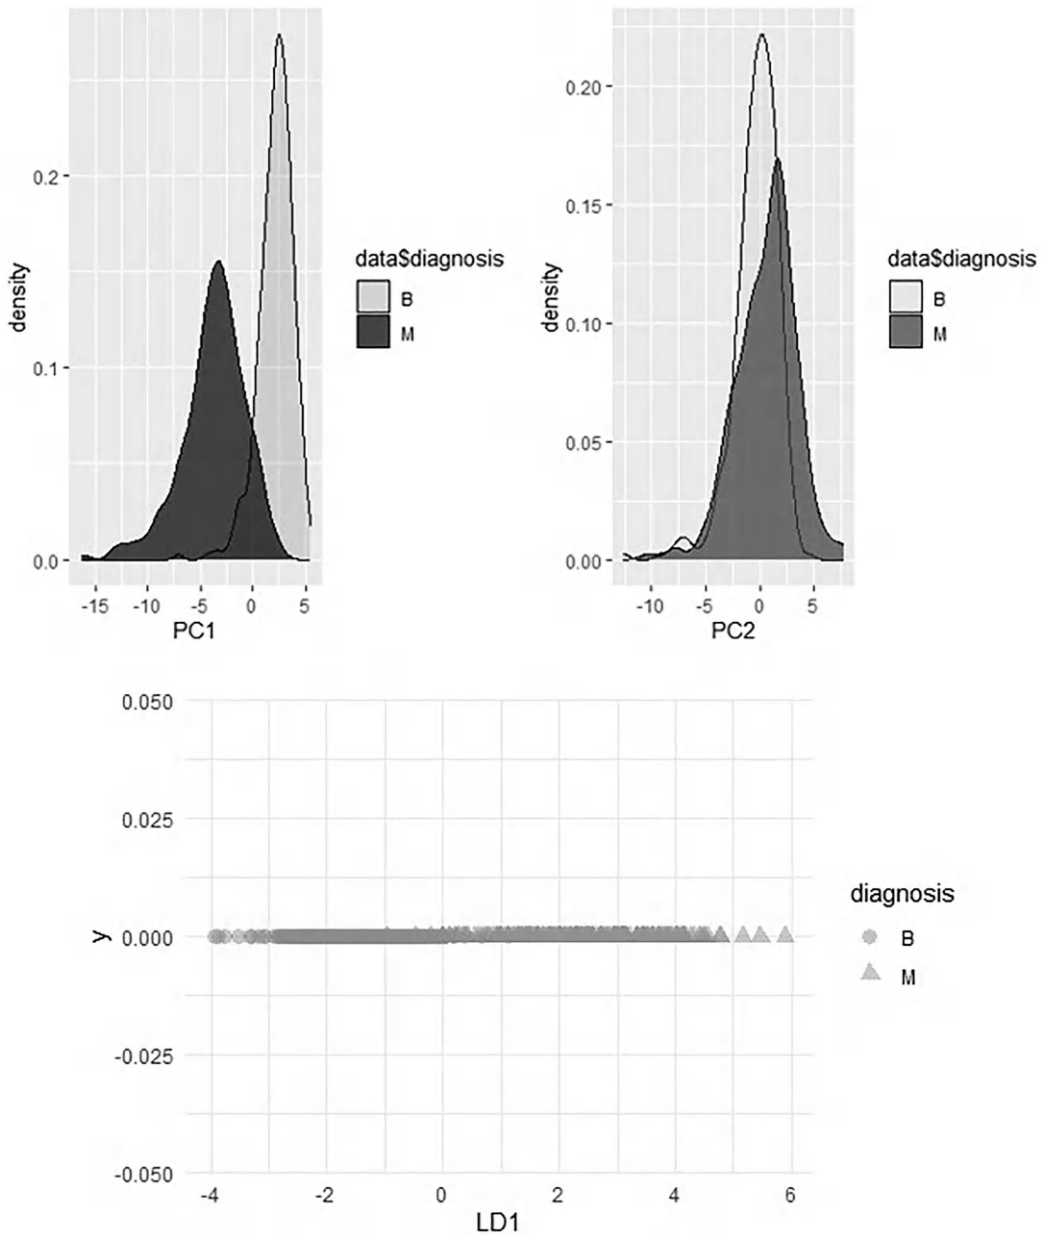 density
0.2
0.1
0.0
-15 -10 -5 0 5
PC1
data$diagnosis
B
M
density
0.20
0.15
0.10
0.05
0.00
-10 -5 0 5
PC2
data$diagnosis
B
M
y
0.050
0.025
0.000
-0.025
-0.050
-4 -2 0 2 4 6
LD1
diagnosis
B
M